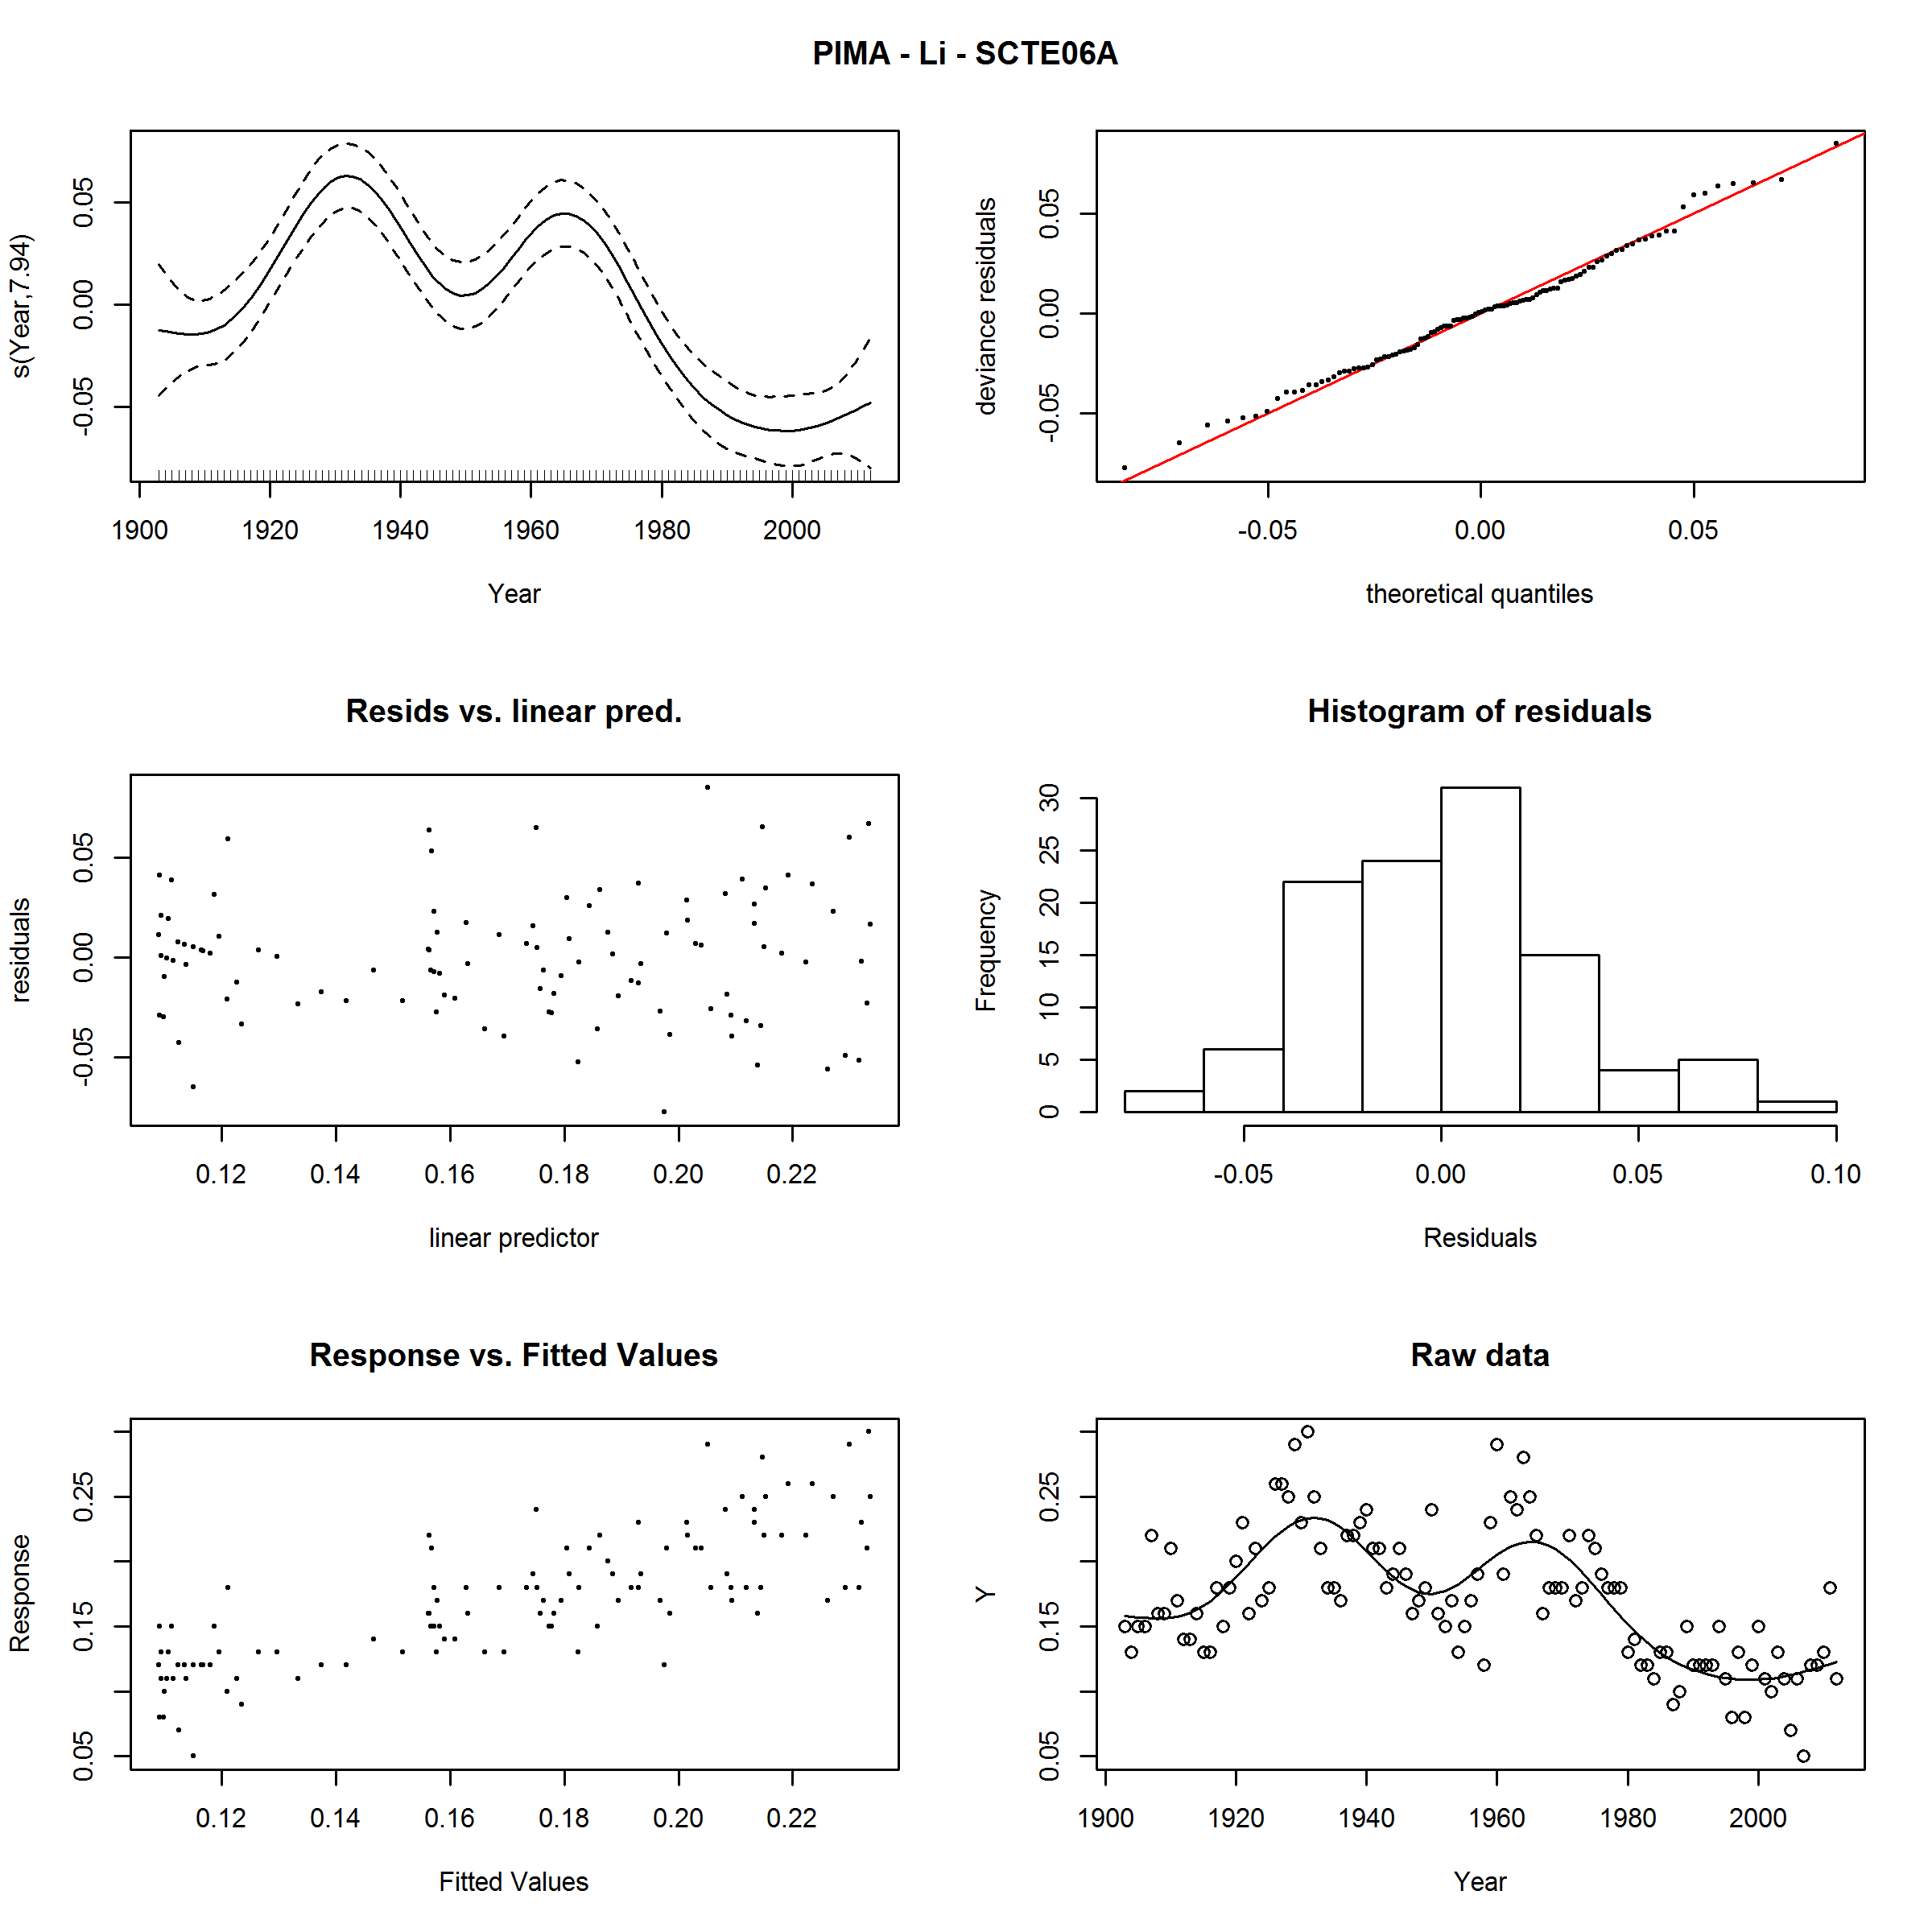 PIMA - Li - SCTE06A
s(Year,7.94)
-0.05 0.00 0.05
1900 1920 1940 1960 1980 2000
Year
deviance residuals
-0.05 0.00 0.05
-0.05 0.00 0.05
theoretical quantiles
Resids vs. linear pred.
residuals
-0.05 0.00 0.05
0.12 0.14 0.16 0.18 0.20 0.22
linear predictor
Histogram of residuals
Frequency
0 5 10 15 20 25 30
-0.05 0.00 0.05 0.10
Residuals
Response vs. Fitted Values
Response
0.05 0.15 0.25
0.12 0.14 0.16 0.18 0.20 0.22
Fitted Values
Raw data
Y
0.05 0.15 0.25
1900 1920 1940 1960 1980 2000
Year